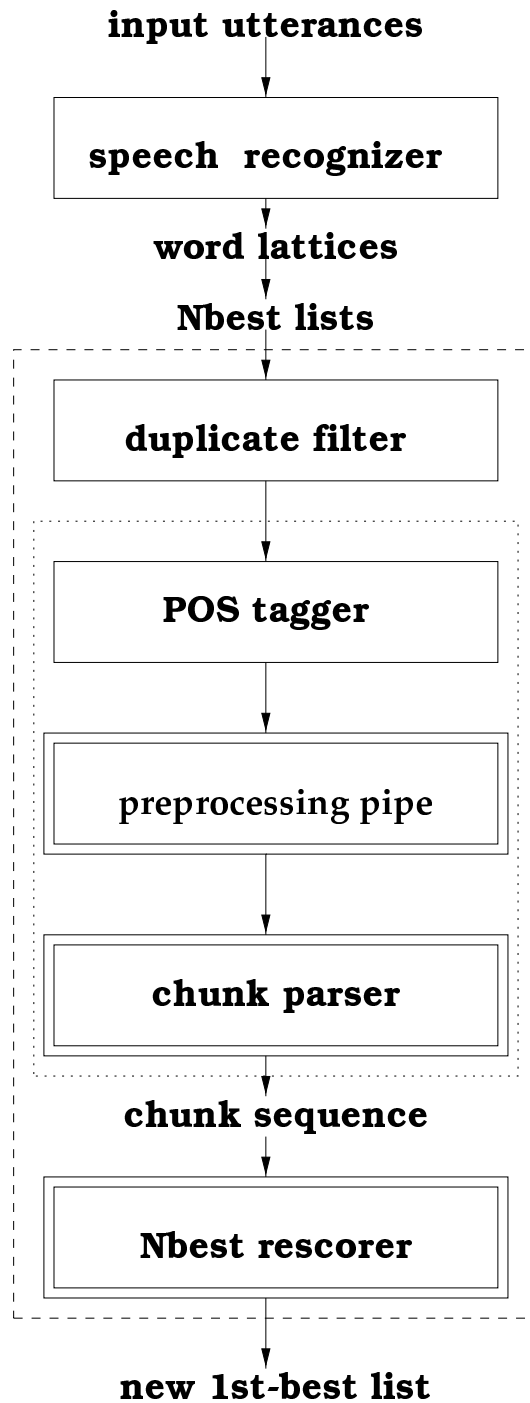 input utterances
speech recognizer
word lattices
Nbest lists
duplicate filter
POS tagger
preprocessing pipe
chunk parser
chunk sequence
Nbest rescorer
new 1st-best list